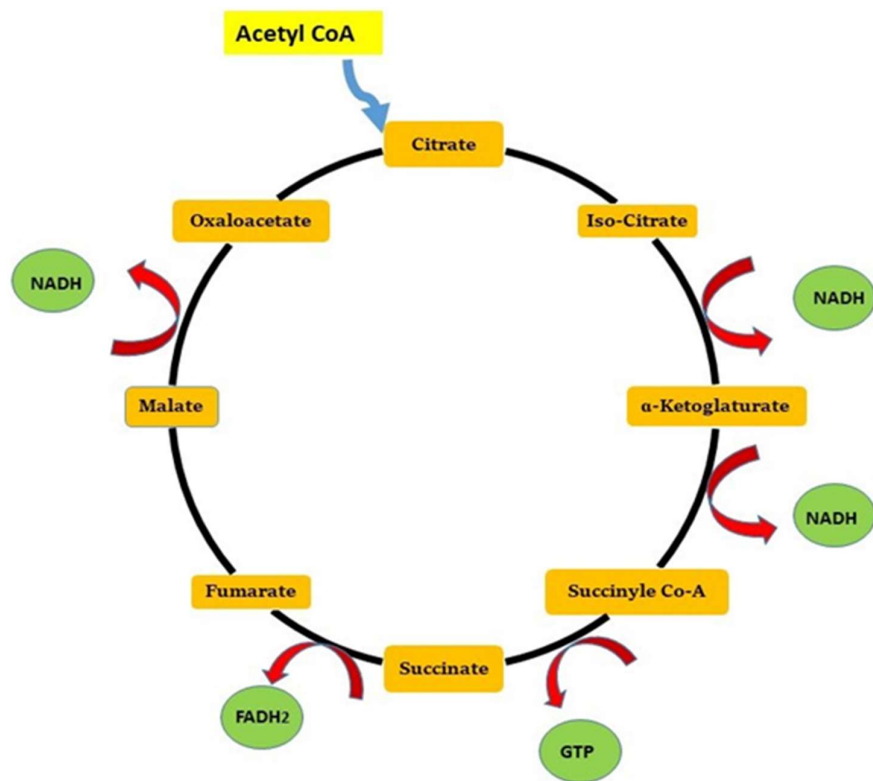 Acetyl CoA
Citrate
Oxaloacetate
Iso-Citrate
NADH
NADH
Malate
α-Ketoglaturate
NADH
Fumarate
Succinyle Co-A
Succinate
FADH2
GTP